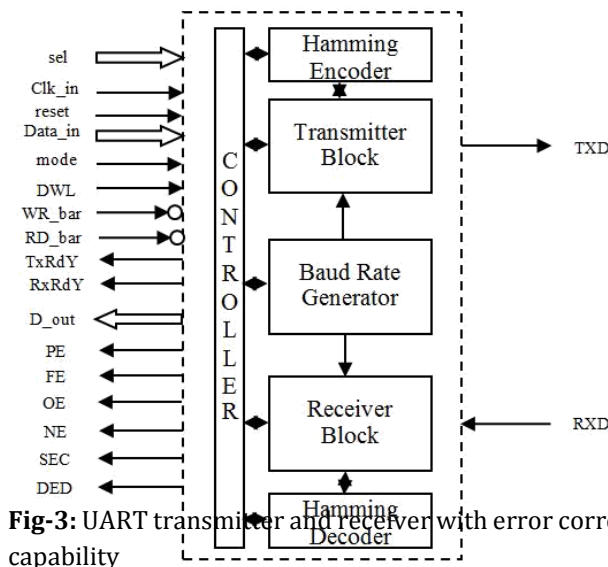 sel
Clk_in
reset
Data_in
mode
DWL
WR_bar
RD_bar
TxRdY
RxRdY
D_out
PE
FE
OE
NE
SEC
DED
CONTROLLER
Hamming
Encoder
Transmitter
Block
Baud Rate
Generator
Receiver
Block
Hamming
Decoder
TXD
RXD
Fig-3: UART transmitter and receiver with error corre
capability